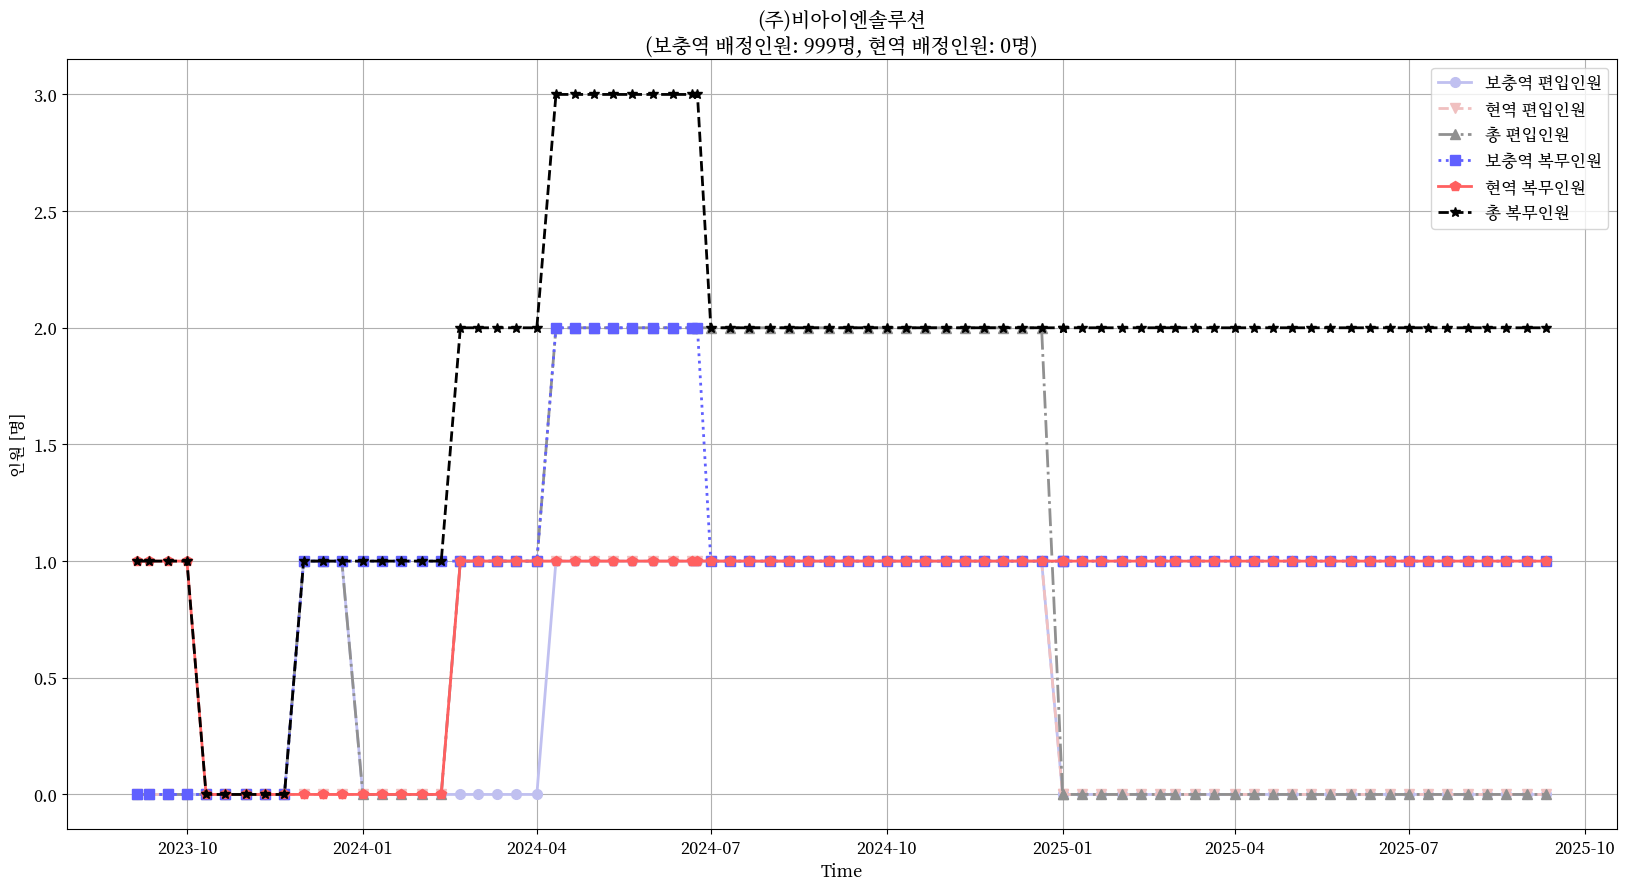 (주)비아이엔솔루션
(보충역 배정인원: 999명, 현역 배정인원: 0명)
보충역 편입인원
현역 편입인원
총 편입인원
보충역 복무인원
현역 복무인원
총 복무인원
인원 [명]
3.0
2.5
2.0
1.5
1.0
0.5
0.0
2023-10
2024-01
2024-04
2024-07
2024-10
2025-01
2025-04
2025-07
2025-10
Time